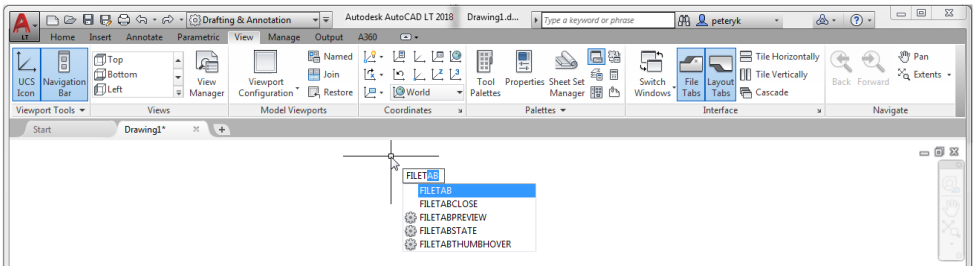 Drafting & Annotation
Autodesk AutoCAD LT 2018 Drawing1.d...
Type a keyword or phrase
peteryk
LT
Home Insert Annotate Parametric View Manage Output A360
UCS Icon
Navigation Bar
Top
Bottom
Left
View Manager
Viewport Configuration
Named
Join
Restore
World
Tool Palettes
Properties
Sheet Set Manager
Switch Windows
File Tabs
Layout Tabs
Tile Horizontally
Tile Vertically
Cascade
Back
Forward
Pan
Extents
Viewport Tools Views Model Viewports Coordinates Palettes Interface Navigate
Start Drawing1*
FILETAB
FILETAB
FILETABCLOSE
FILETABPREVIEW
FILETABSTATE
FILETABTHUMBHOVER